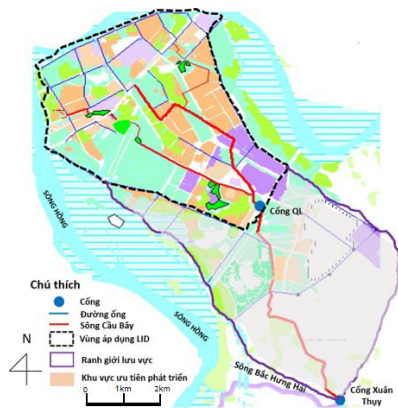 Cống QL
SÔNG HỒNG
SÔNG HỒNG
Chú thích
Cống
Đường ống
Sông Cầu Bây
Vùng áp dụng LID
Ranh giới lưu vực
Khu vực ưu tiên phát triển
N
0 1km 2km
Sông Bắc Hưng Hải
Cống Xuân
Thụy